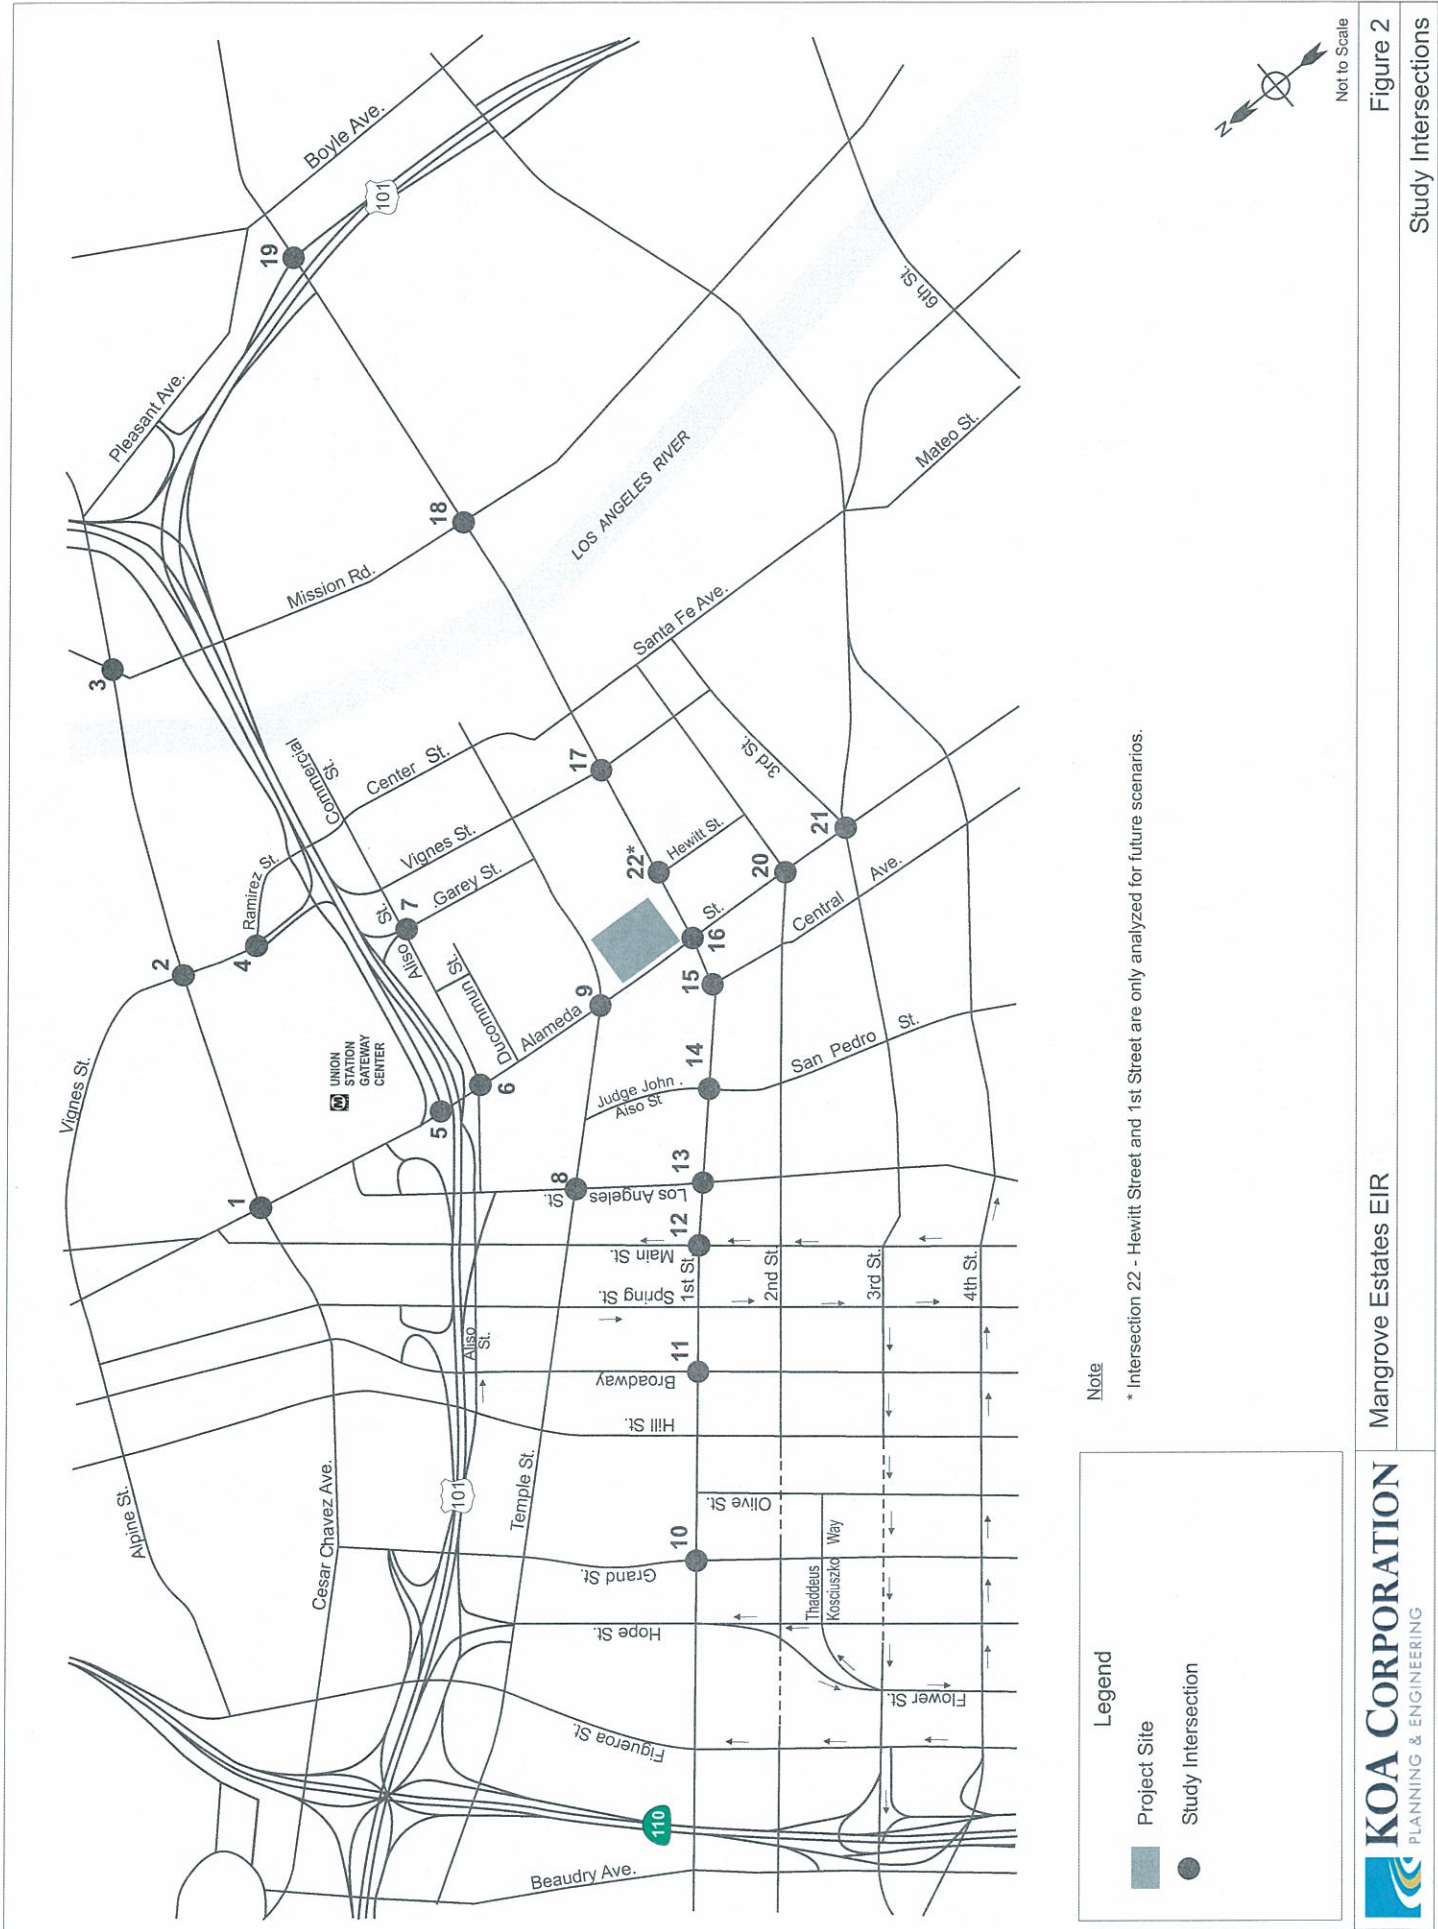 Alpine St.
Vignes St.
Cesar Chavez Ave.
Pleasant Ave.
Boyle Ave.
Mission Rd.
Ramirez St.
Commercial
St.
Center St.
Vignes St.
Garey St.
Aliso
St.
Ducommun St.
Alameda
St.
UNION
STATION
GATEWAY
CENTER
M
LOS ANGELES RIVER
Santa Fe Ave.
Mateo St.
6th St.
3rd St.
Hewitt St.
Central Ave.
San Pedro St.
Judge John
Aiso St
Los Angeles
St.
Main St.
Spring St.
Broadway
Hill St.
Olive St.
Grand St.
Hope St.
Flower St.
Figueroa St.
Beaudry Ave.
Temple St.
Aliso
St.
1st St.
2nd St.
3rd St.
4th St.
Thaddeus
Kosciuszko Way
101
101
110
1
2
3
4
5
6
7
8
9
10
11
12
13
14
15
16
17
18
19
20
21
22*
N
Not to Scale
Note
* Intersection 22 - Hewitt Street and 1st Street are only analyzed for future scenarios.
Legend
Project Site
Study Intersection
KOA CORPORATION
PLANNING & ENGINEERING
Mangrove Estates EIR
Figure 2
Study Intersections